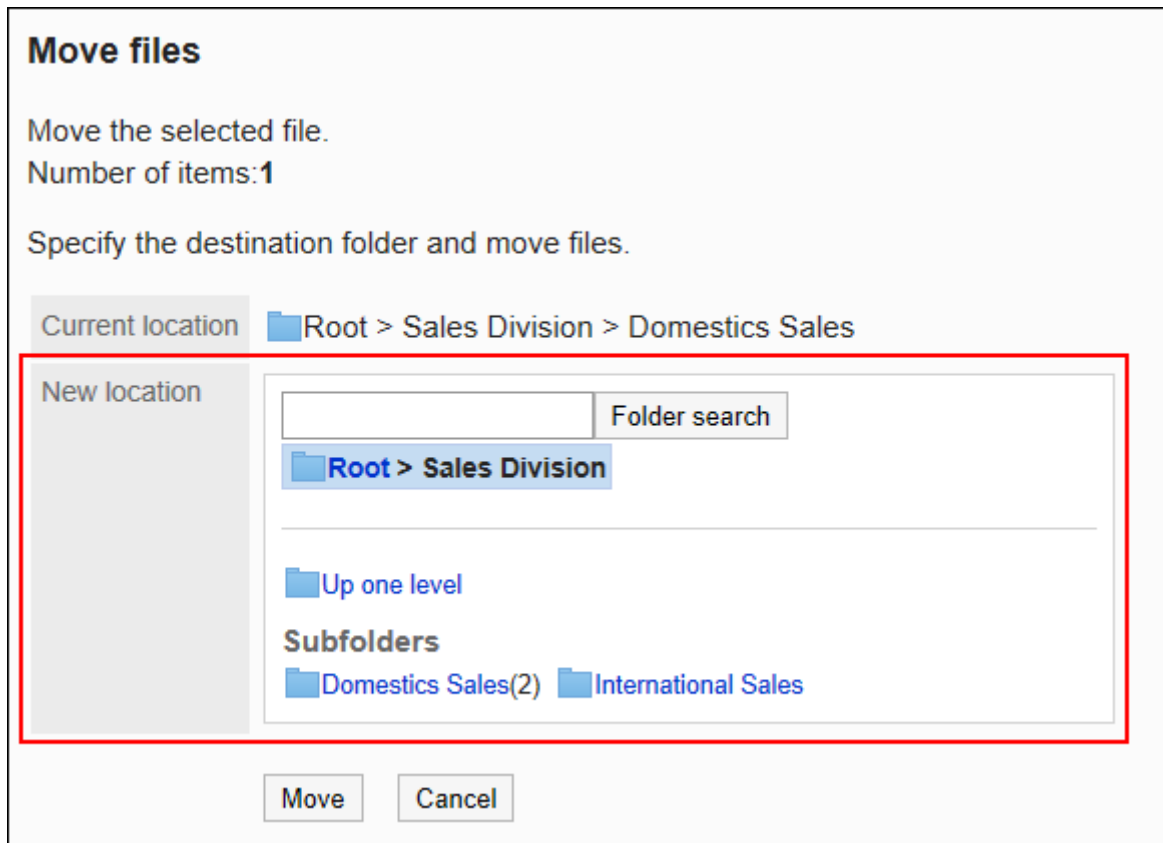 Move files
Move the selected file.
Number of items:1
Specify the destination folder and move files.
Current location Root > Sales Division > Domestics Sales
New location
Folder search
Root > Sales Division
Up one level
Subfolders
Domestics Sales(2) International Sales
Move Cancel